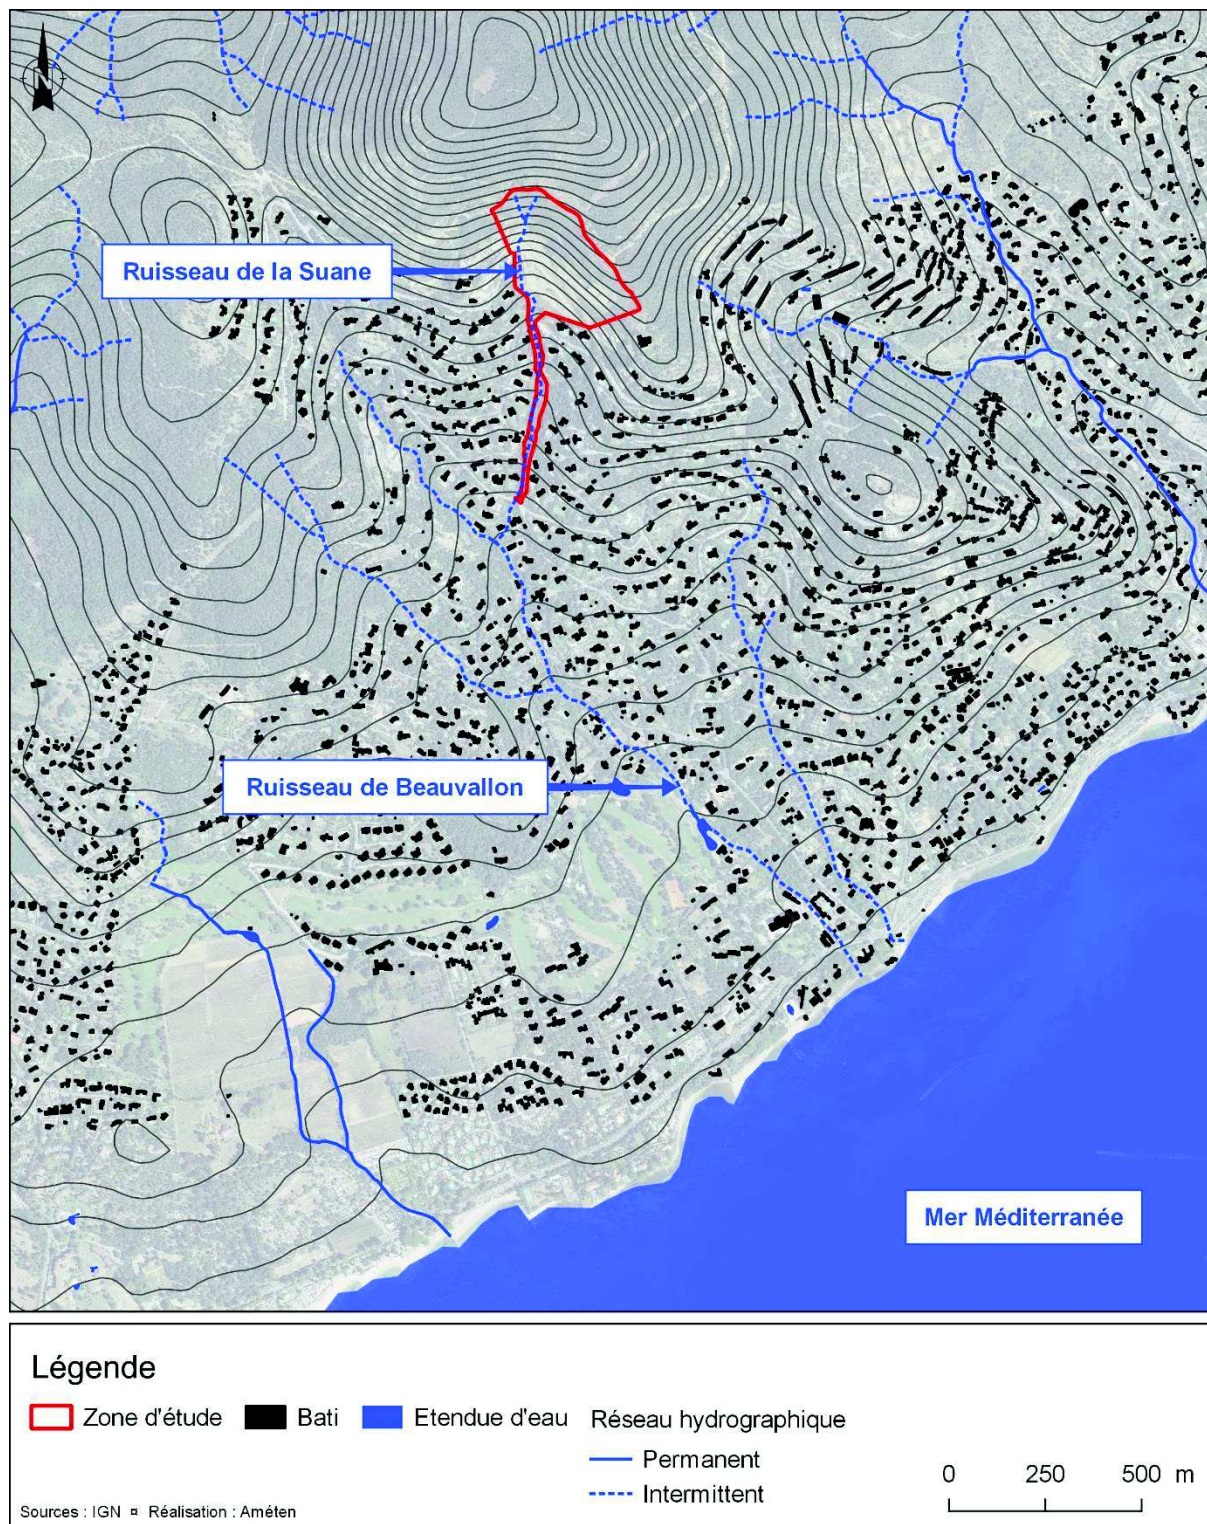 N
Ruisseau de la Suane
Ruisseau de Beauvallon
Mer Méditerranée
Légende
Zone d'étude
Bati
Etendue d'eau
Réseau hydrographique
Permanent
Intermittent
0 250 500 m
Sources : IGN ¤ Réalisation : Améten